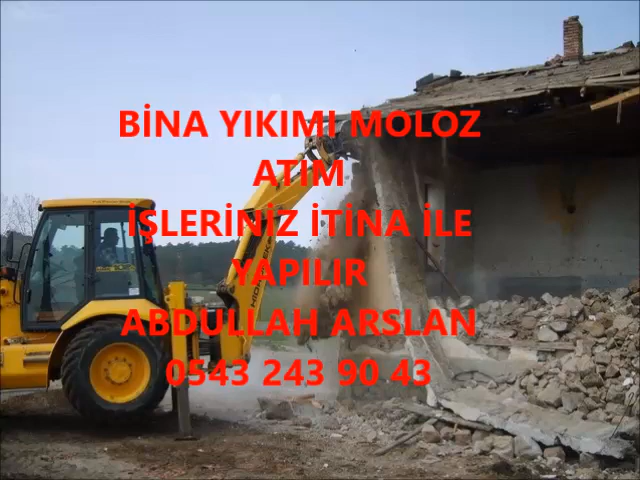 BİNA YIKIMI MOLOZ
ATIM
İŞLERİNİZ İTİNA İLE
YAPILIR
ABDULLAH ARSLAN
0543 243 90 43